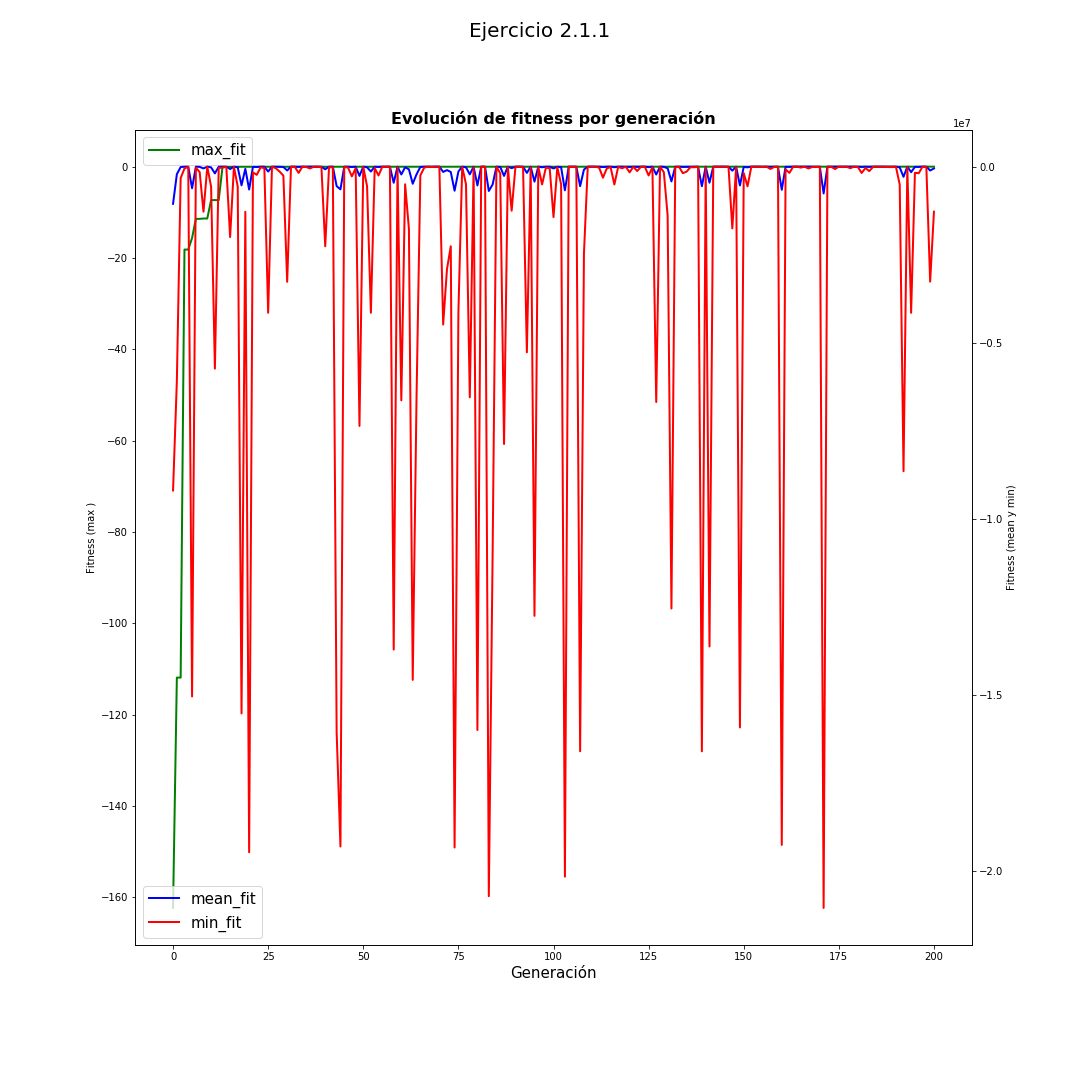 Ejercicio 2.1.1
Evolución de fitness por generación
1e7
max_fit
0
−20
−40
−60
−80
−100
−120
−140
−160
Fitness (max )
0.0
−0.5
−1.0
−1.5
−2.0
Fitness (mean y min)
mean_fit
min_fit
0 25 50 75 100 125 150 175 200
Generación